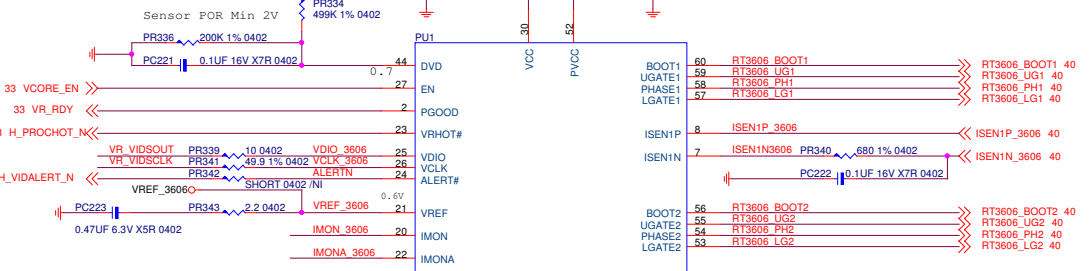 PR334
499K 1% 0402
Sensor POR Min 2V
PR336 200K 1% 0402
PC221 0.1UF 16V X7R 0402
0.7
PU1
30 VCC
52 PVCC
44 DVD
27 EN
33 VCORE_EN
2 PGOOD
33 VR_RDY
23 VRHOT#
H_PROCHOT_N
VR_VIDSOUT PR339 10 0402 VDIO_3606 25 VDIO
VR_VIDSCLK PR341 49.9 1% 0402 VCLK_3606 26 VCLK
H_VIDALERT_N PR342 ALERTN 24 ALERT#
SHORT 0402 /NI
VREF_3606
0.6V
PC223 PR343 2.2 0402 VREF_3606 21 VREF
0.47UF 6.3V X5R 0402
IMON_3606 20 IMON
IMONA_3606 22 IMONA
BOOT1 60 RT3606_BOOT1 RT3606_BOOT1 40
UGATE1 59 RT3606_UG1 RT3606_UG1 40
PHASE1 58 RT3606_PH1 RT3606_PH1 40
LGATE1 57 RT3606_LG1 RT3606_LG1 40
ISEN1P 8 ISEN1P_3606 ISEN1P_3606 40
ISEN1N 7 ISEN1N3606 PR340 680 1% 0402 ISEN1N_3606 40
PC222 0.1UF 16V X7R 0402
BOOT2 56 RT3606_BOOT2 RT3606_BOOT2 40
UGATE2 55 RT3606_UG2 RT3606_UG2 40
PHASE2 54 RT3606_PH2 RT3606_PH2 40
LGATE2 53 RT3606_LG2 RT3606_LG2 40